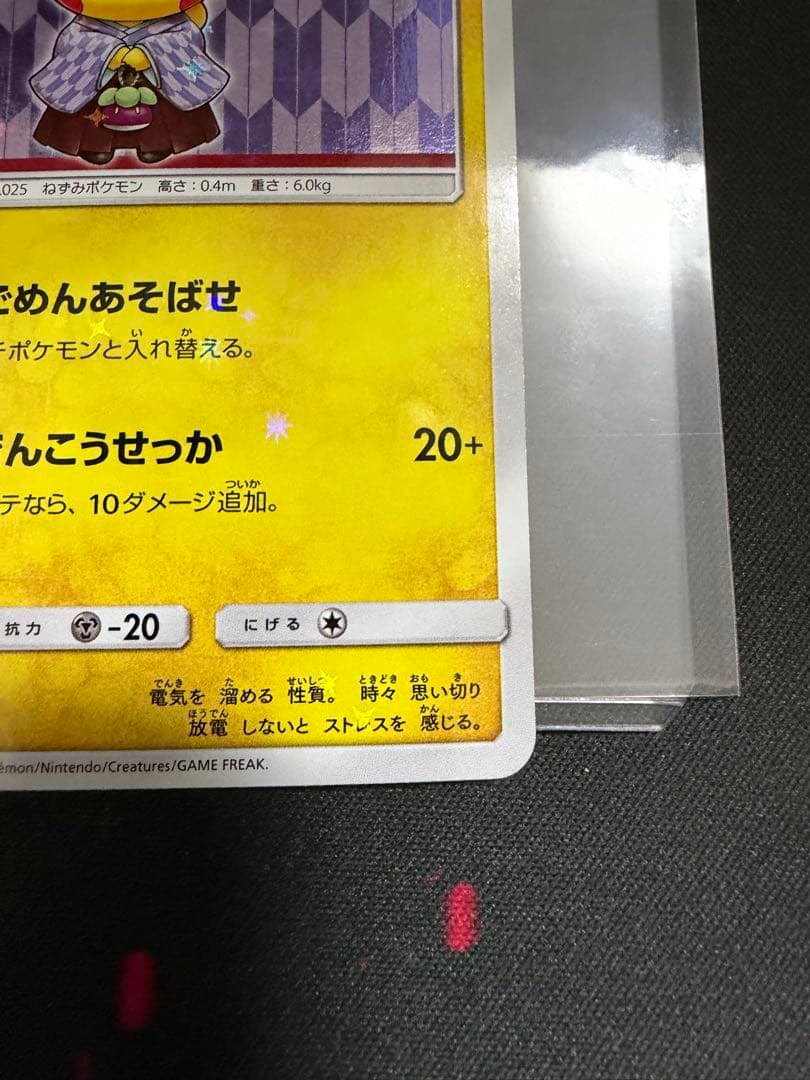 .025 ねずみポケモン 高さ：0.4m 重さ：6.0kg
ごめんあそばせ
ポケモンと入れ替える。
んこうせっか 20+
テなら、10ダメージ追加。
抗力 -20 にげる
電気を 溜める 性質。 時々 思い切り
放電 しないと ストレスを 感じる。
émon/Nintendo/Creatures/GAME FREAK.